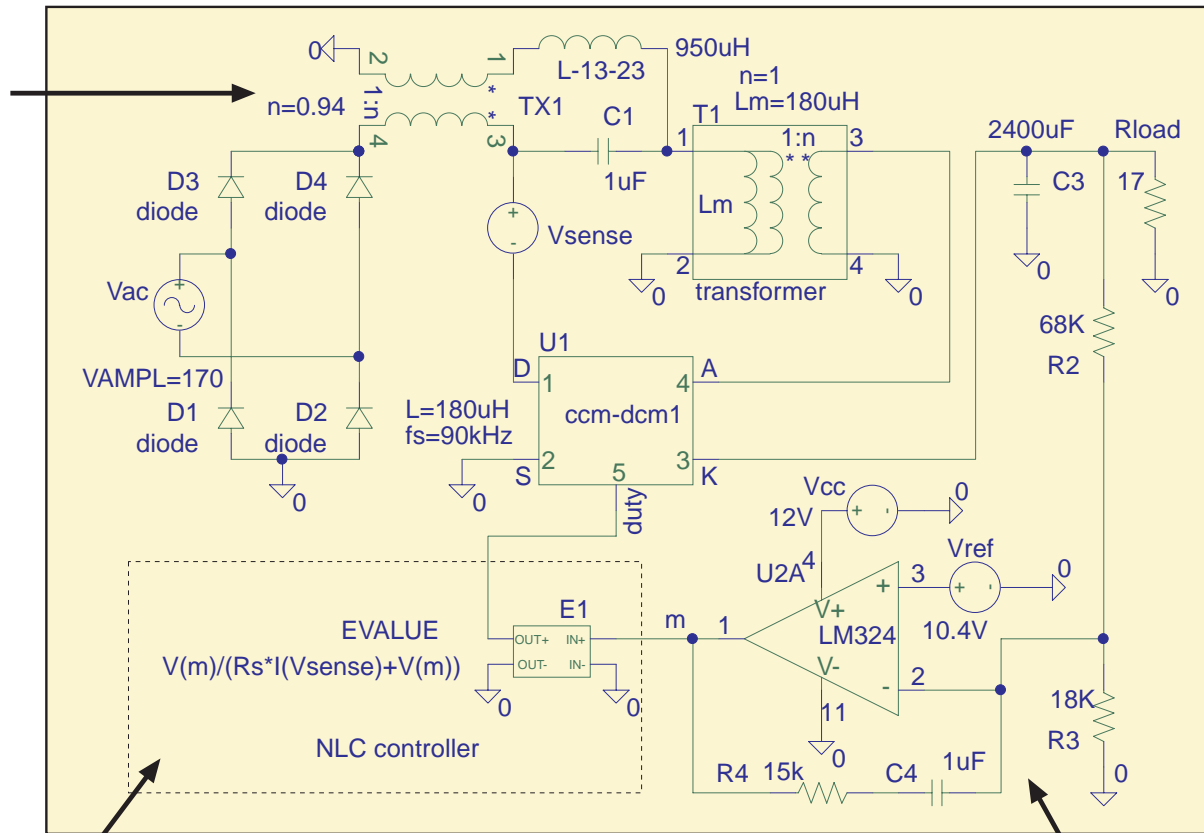 0
2
1
950uH
L-13-23
n=1
Lm=180uH
n=0.94
1:n
*
*
TX1
C1
T1
4
3
1uF
1
1:n
* *
3
2400uF
Rload
17
C3
0
0
D3
diode
D4
diode
Vac
+
-
+
-
Vsense
Lm
0
2
4
0
transformer
VAMPL=170
D1
diode
D2
diode
0
U1
D
1
4
A
L=180uH
fs=90kHz
ccm-dcm1
0
S
2
3
K
5
duty
68K
R2
Vcc
12V
+
-
0
U2A
4
Vref
+
-
0
10.4V
3
+
V+
LM324
V-
-
2
1
m
11
0
E1
OUT+
IN+
OUT-
IN-
0
0
EVALUE
V(m)/(Rs*I(Vsense)+V(m))
NLC controller
18K
R3
0
R4
15k
C4
1uF